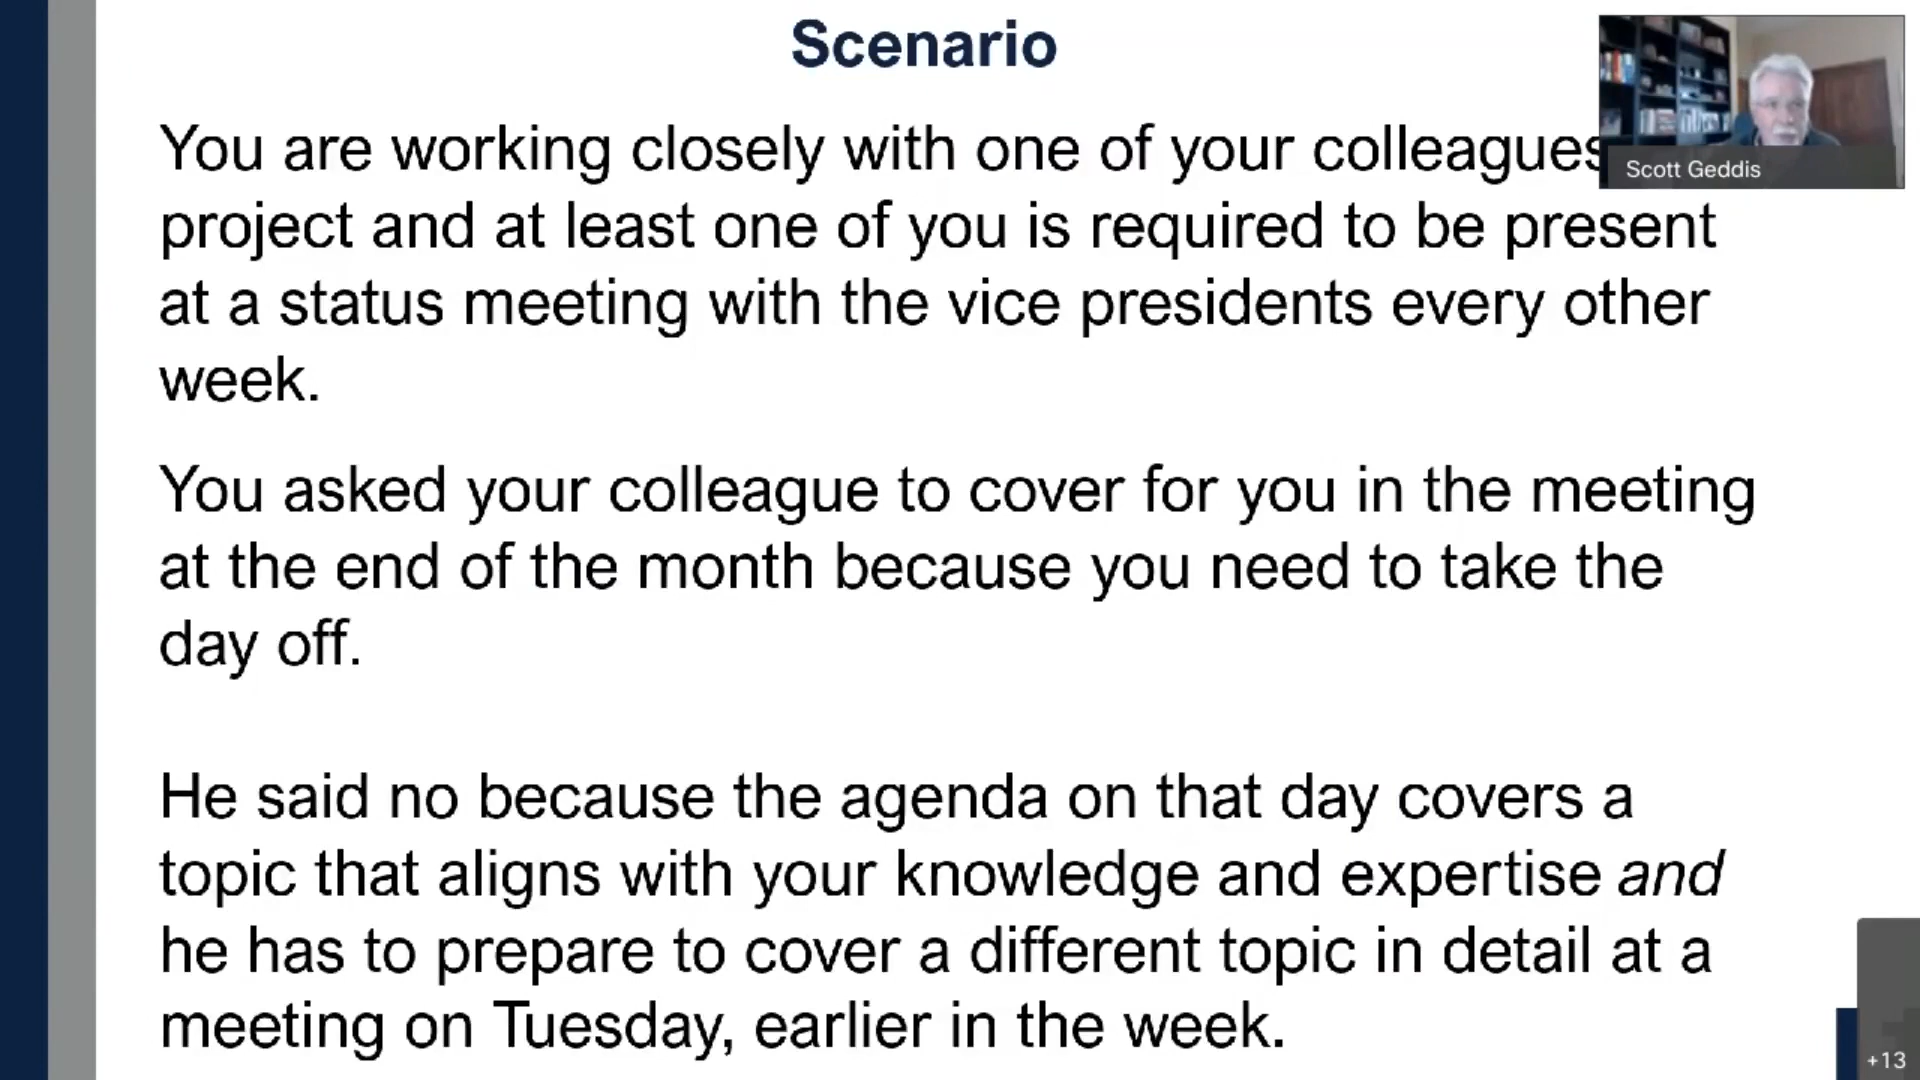 Scenario
You are working closely with one of your colleagues
project and at least one of you is required to be present
at a status meeting with the vice presidents every other
week.
You asked your colleague to cover for you in the meeting
at the end of the month because you need to take the
day off.
He said no because the agenda on that day covers a
topic that aligns with your knowledge and expertise and
he has to prepare to cover a different topic in detail at a
meeting on Tuesday, earlier in the week.
Scott Geddis
+13